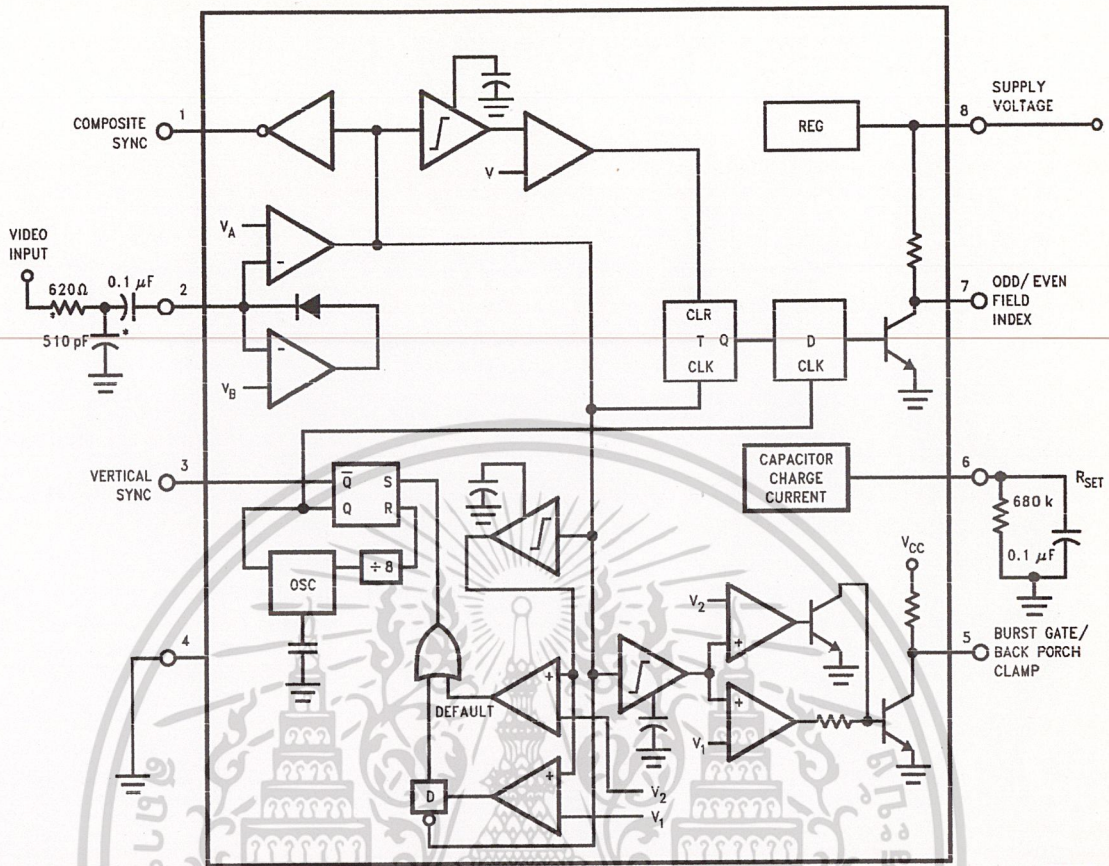 COMPOSITE
SYNC
1
V
REG
8
SUPPLY
VOLTAGE
VIDEO
INPUT
620Ω
*
0.1 μF
510 pF
*
2
VA
-
-
VB
CLR
T Q
CLK
D
CLK
7
ODD/EVEN
FIELD
INDEX
VERTICAL
SYNC
3
Q̅ S
Q R
OSC
÷8
CAPACITOR
CHARGE
CURRENT
6
RSET
680 k
0.1 μF
4
DEFAULT
+
+
D
V2
V1
V2
+
+
V1
VCC
5
BURST GATE/
BACK PORCH
CLAMP